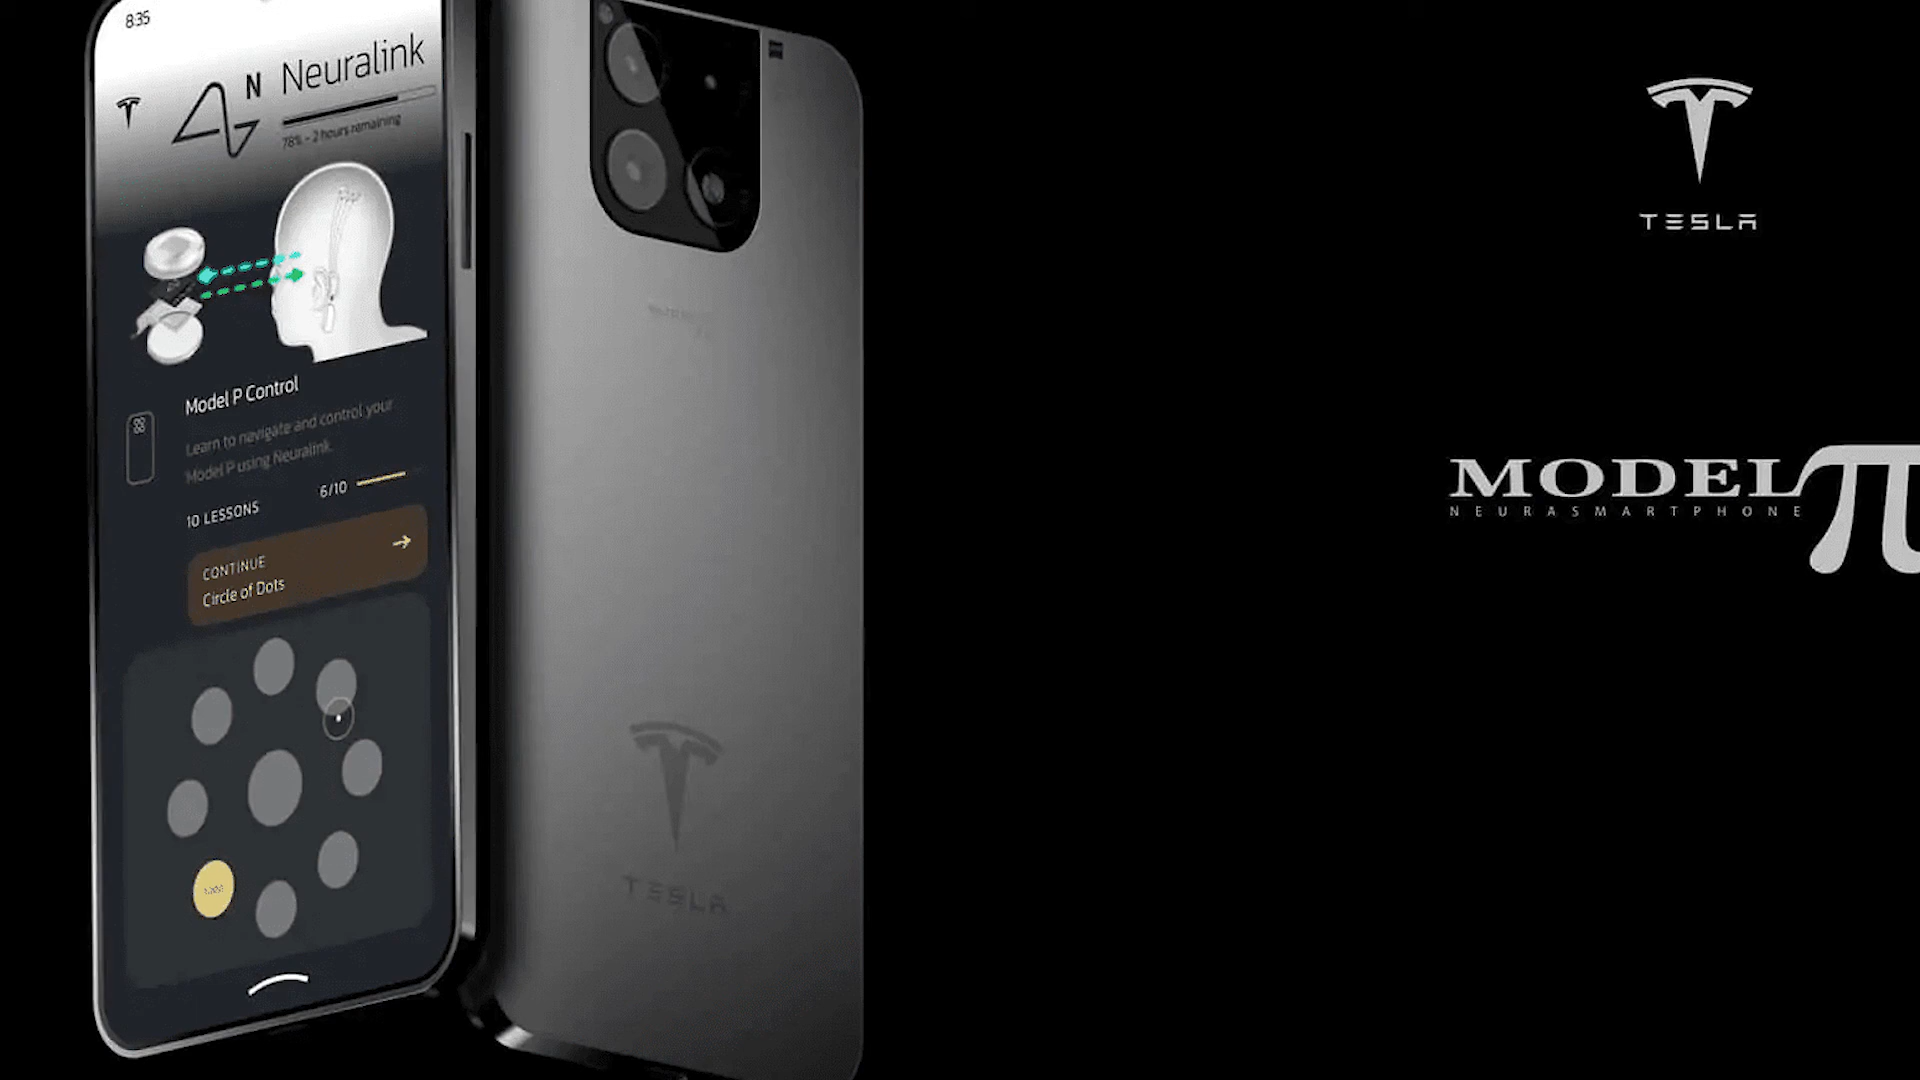 8:35
N Neuralink
78% - 2 hours remaining
Model P Control
Learn to navigate and control your
Model P using Neuralink.
6/10
10 LESSONS
CONTINUE
Circle of Dots
TESLA
TESLA
MODEL π
NEURASMARTPHONE